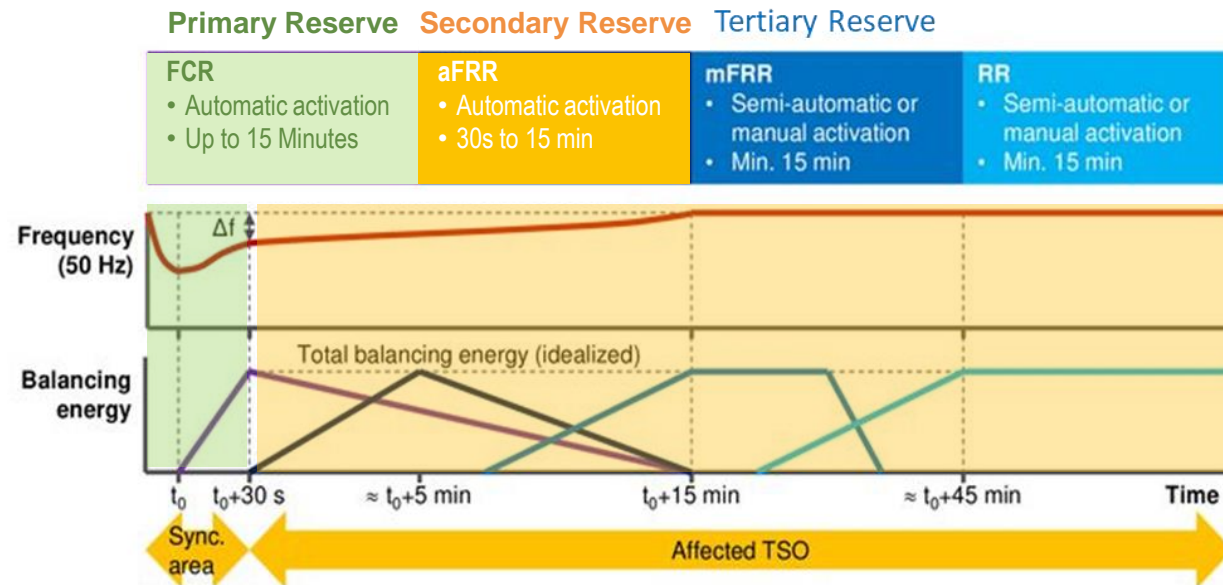 Primary Reserve Secondary Reserve Tertiary Reserve
FCR
• Automatic activation
• Up to 15 Minutes
aFRR
• Automatic activation
• 30s to 15 min
mFRR
• Semi-automatic or
manual activation
• Min. 15 min
RR
• Semi-automatic or
manual activation
• Min. 15 min
Frequency
(50 Hz)
Δf
Total balancing energy (idealized)
Balancing
energy
t₀ t₀+30 s ≈ t₀+5 min t₀+15 min ≈ t₀+45 min Time
Sync.
area
Affected TSO